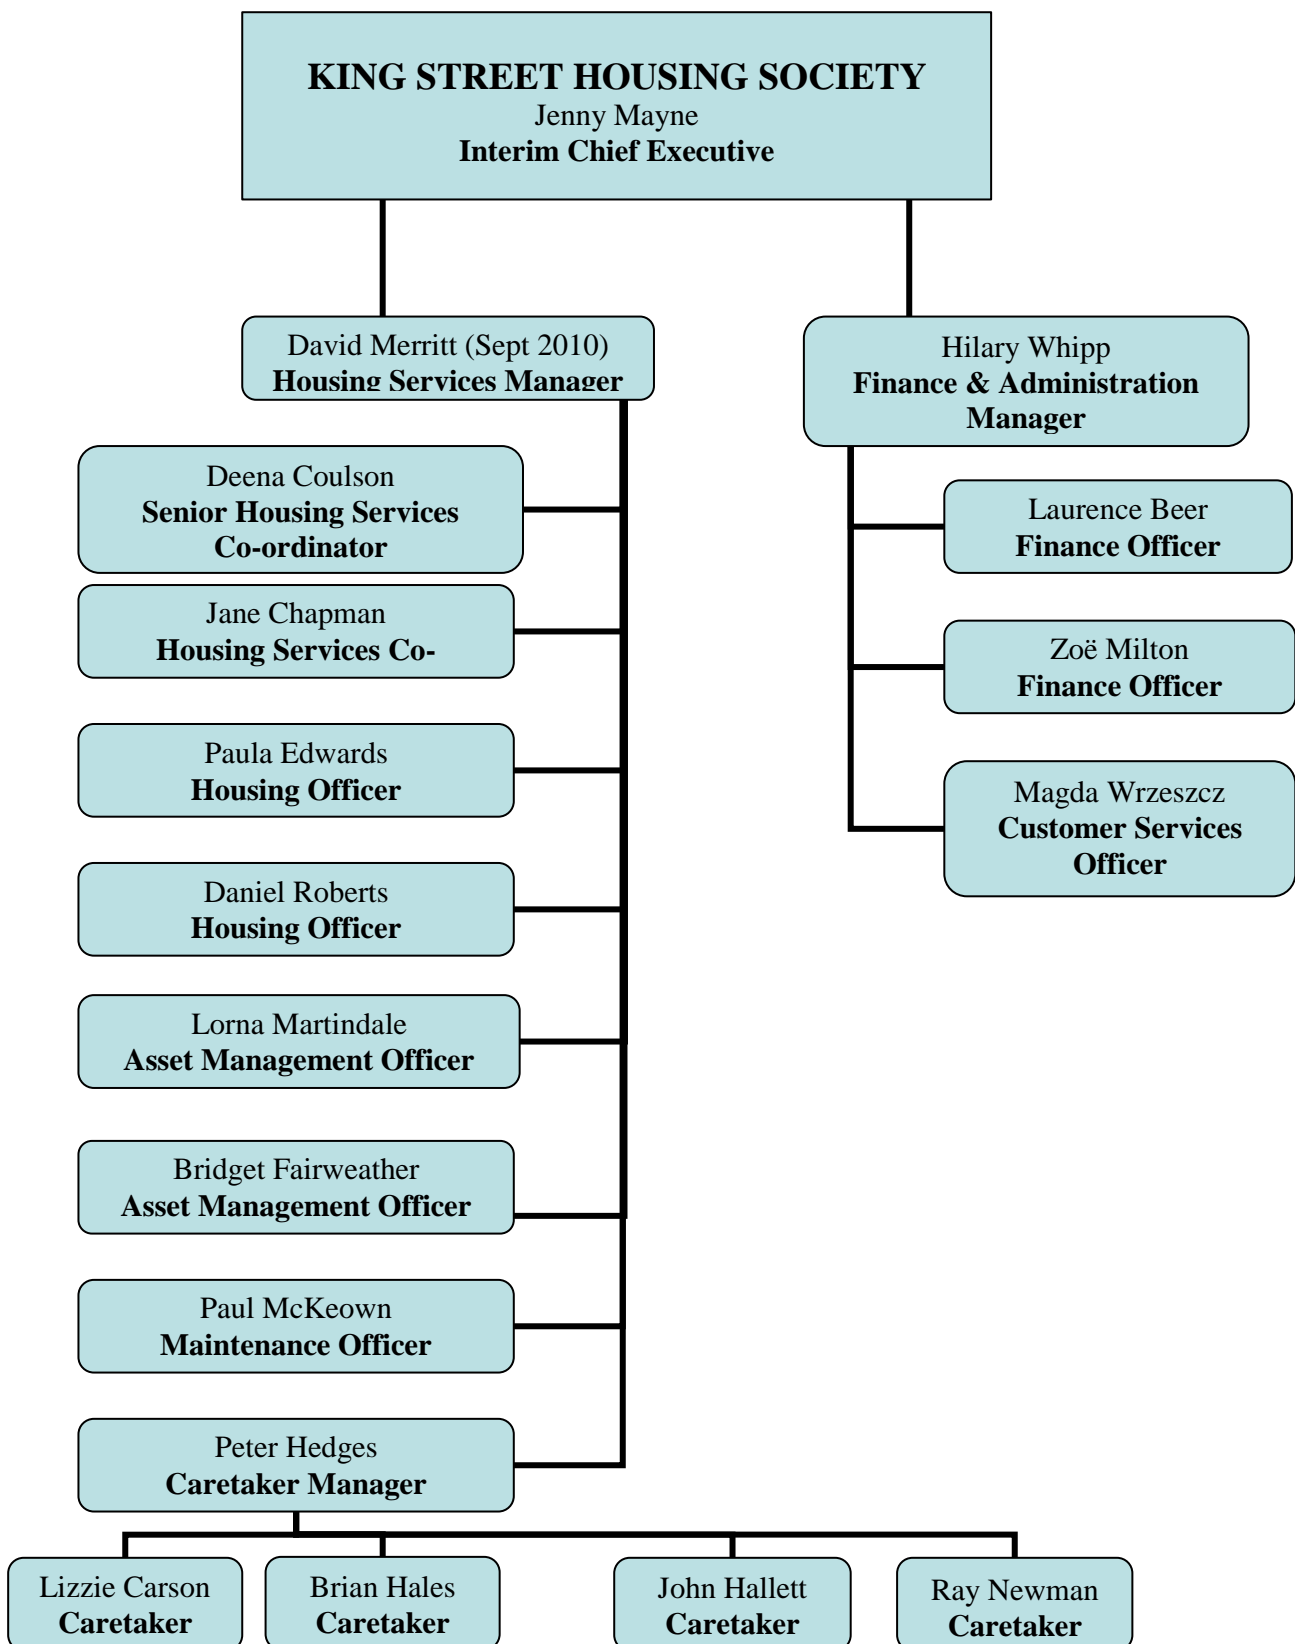 KING STREET HOUSING SOCIETY
Jenny Mayne
Interim Chief Executive
David Merritt (Sept 2010)
Housing Services Manager
Hilary Whipp
Finance & Administration
Manager
Deena Coulson
Senior Housing Services
Co-ordinator
Laurence Beer
Finance Officer
Jane Chapman
Housing Services Co-
Zoë Milton
Finance Officer
Paula Edwards
Housing Officer
Magda Wrzeszcz
Customer Services
Officer
Daniel Roberts
Housing Officer
Lorna Martindale
Asset Management Officer
Bridget Fairweather
Asset Management Officer
Paul McKeown
Maintenance Officer
Peter Hedges
Caretaker Manager
Lizzie Carson
Caretaker
Brian Hales
Caretaker
John Hallett
Caretaker
Ray Newman
Caretaker